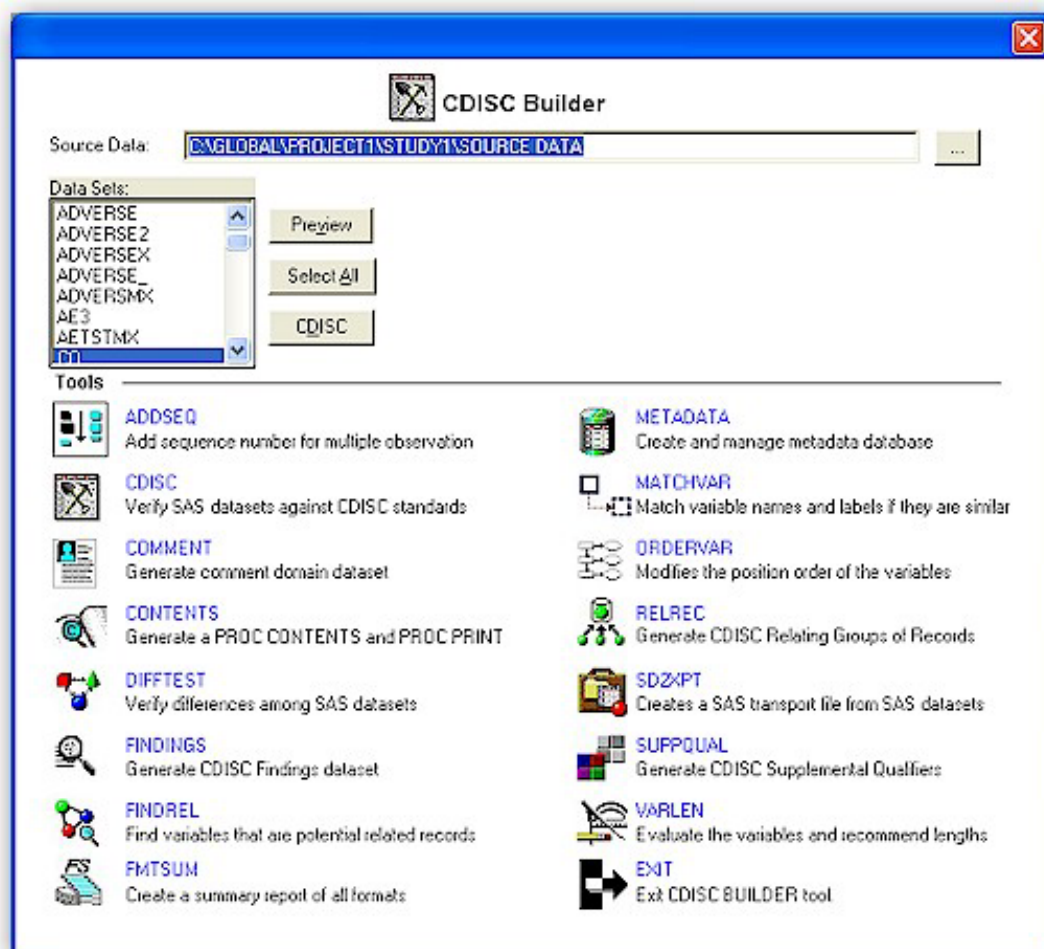 CDISC Builder
Source Data: C:\GLOBAL\PROJECT1\STUDY1\SOURCE DATA ...
Data Sets:
ADVERSE
ADVERSE2
ADVERSEX
ADVERSE_
ADVERSMX
AE3
AETSTMX
Preview
Select All
CDISC
Tools
ADDSEQ
Add sequence number for multiple observation
CDISC
Verify SAS datasets against CDISC standards
COMMENT
Generate comment domain dataset
CONTENTS
Generate a PROC CONTENTS and PROC PRINT
DIFFTEST
Verify differences among SAS datasets
FINDINGS
Generate CDISC Findings dataset
FINDREL
Find variables that are potential related records
FS
FMTSUM
Create a summary report of all formats
METADATA
Create and manage metadata database
MATCHVAR
Match variable names and labels if they are similar
ORDERVAR
Modifies the position order of the variables
RELREC
Generate CDISC Relating Groups of Records
SD2XPT
Creates a SAS transport file from SAS datasets
SUPPQUAL
Generate CDISC Supplemental Qualifiers
VARLEN
Evaluate the variables and recommend lengths
EXIT
Exit CDISC BUILDER tool